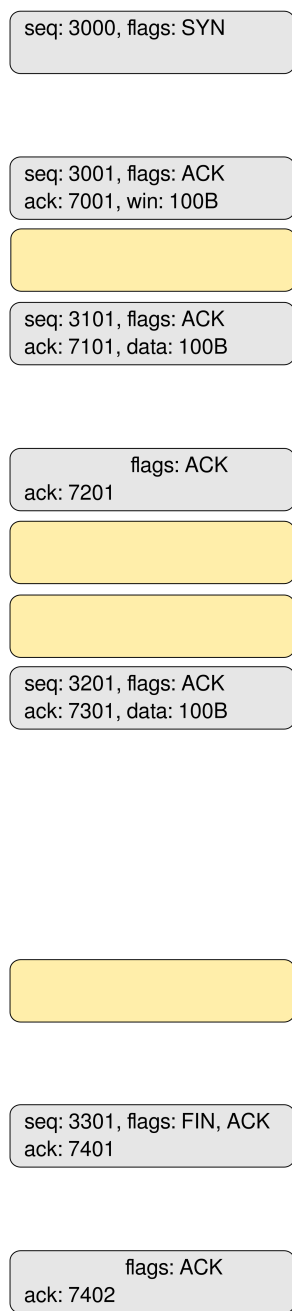 seq: 3000, flags: SYN
seq: 3001, flags: ACK
ack: 7001, win: 100B
seq: 3101, flags: ACK
ack: 7101, data: 100B
flags: ACK
ack: 7201
seq: 3201, flags: ACK
ack: 7301, data: 100B
seq: 3301, flags: FIN, ACK
ack: 7401
flags: ACK
ack: 7402